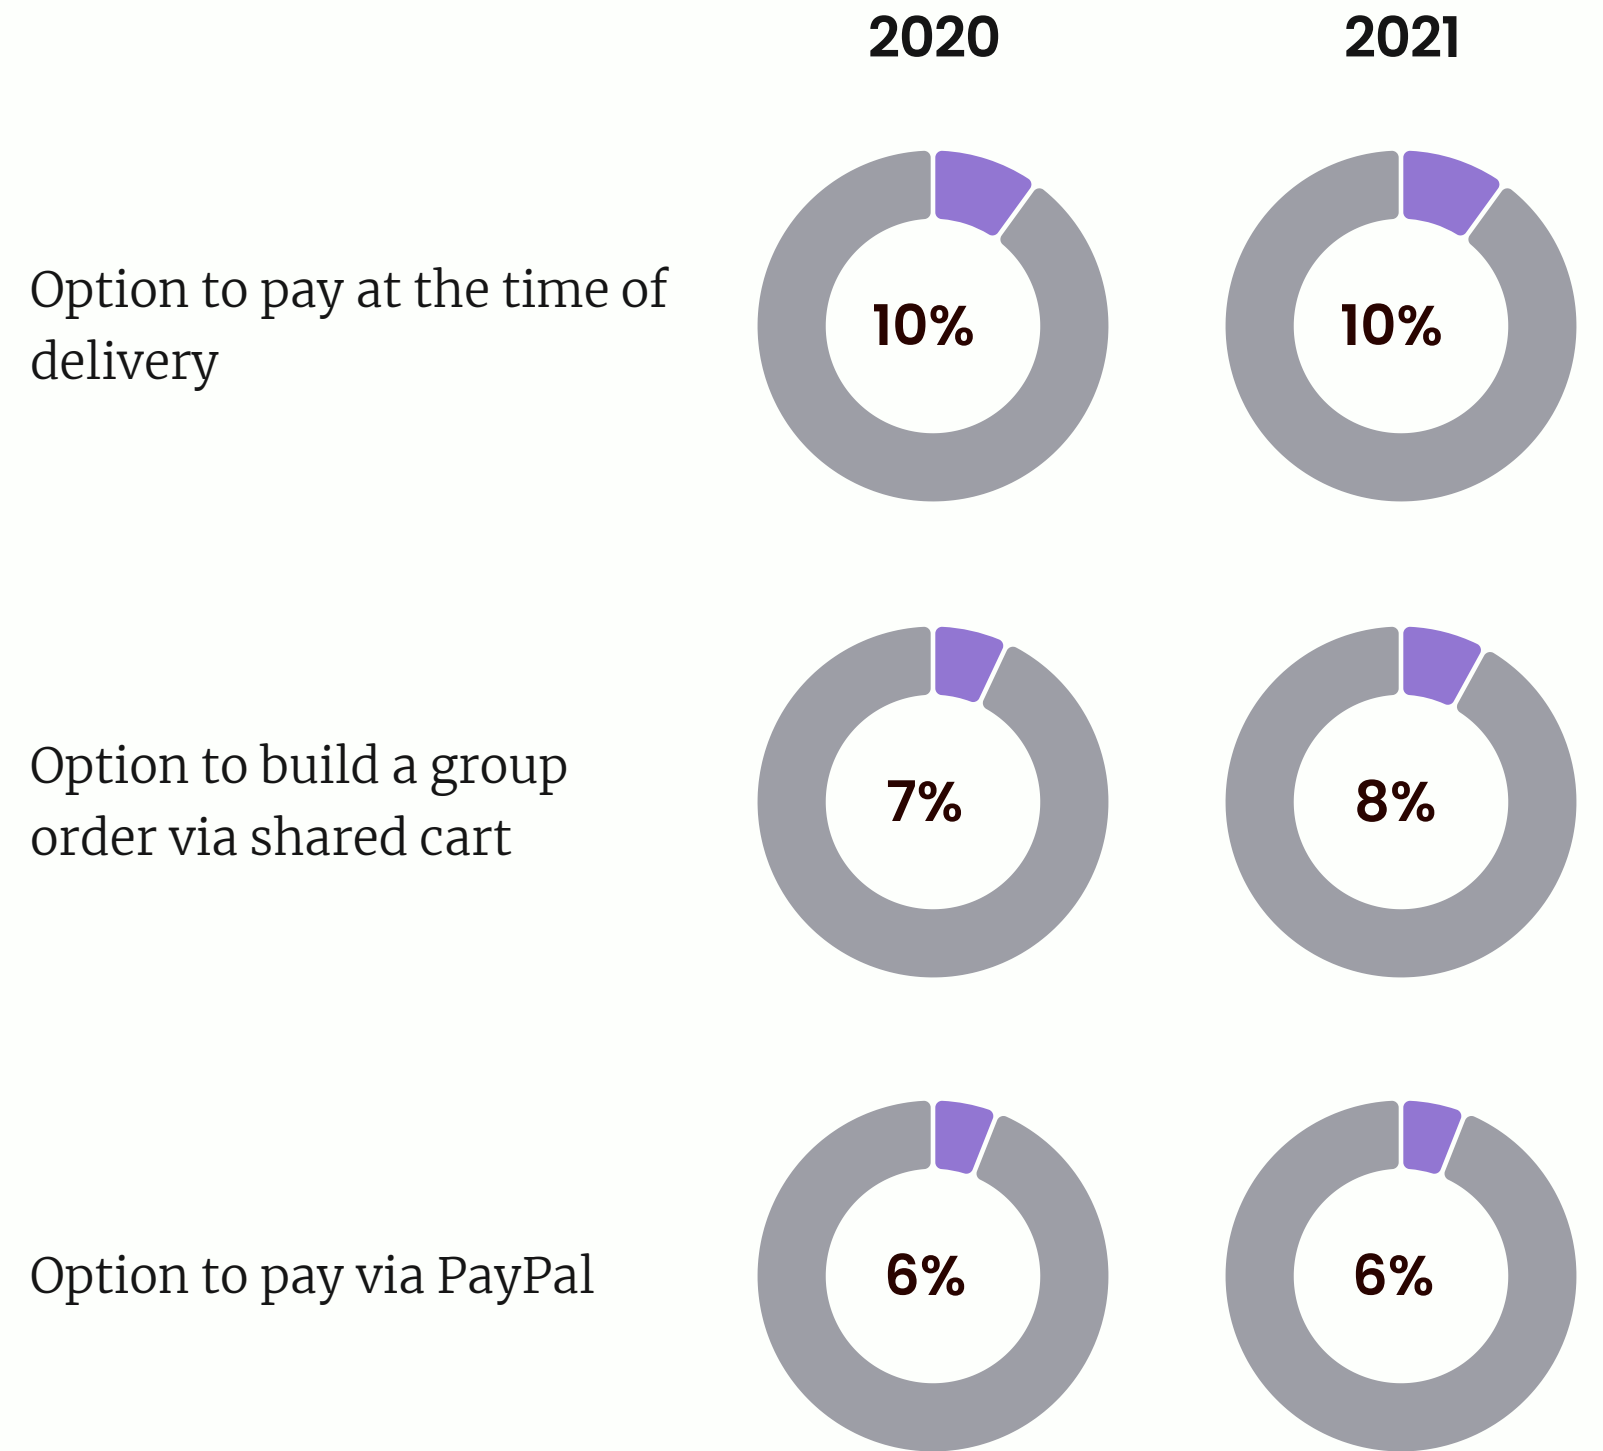 2020 2021
Option to pay at the time of
delivery
10% 10%
Option to build a group
order via shared cart
7% 8%
Option to pay via PayPal
6% 6%